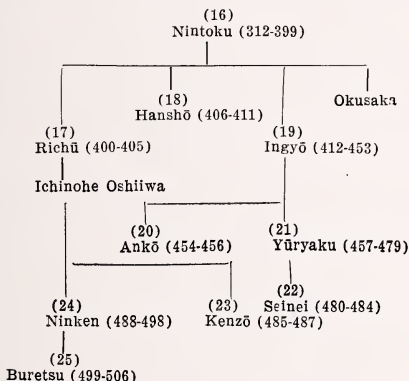 (16)
Nintoku (312-399)
(18)
Hanshō (406-411)
Okusaka
(17)
Richū (400-405)
(19)
Ingyō (412-453)
Ichinohe Oshiiwa
(20)
Ankō (454-456)
(21)
Yūryaku (457-479)
(24)
Ninken (488-498)
(23)
Kenzō (485-487)
(22)
Seinei (480-484)
(25)
Buretsu (499-506)